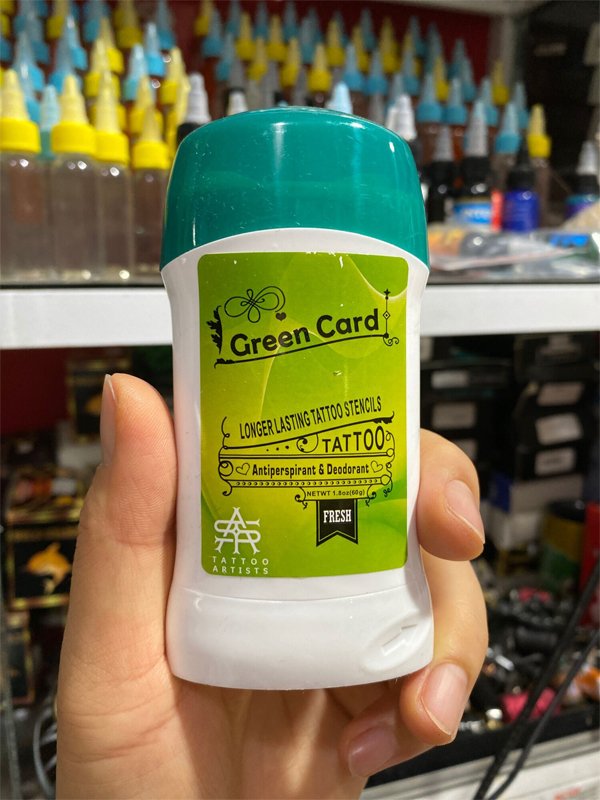 Green Card
LONGER LASTING TATTOO STENCILS
TATTOO
Antiperspirant & Deodorant
NETWT 1.8oz(60g)
FRESH
TATTOO
ARTISTS